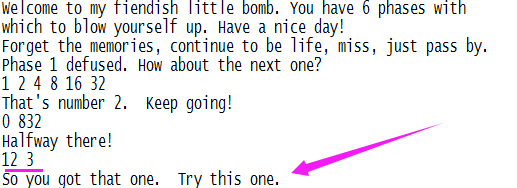 Welcome to my fiendish little bomb. You have 6 phases with
which to blow yourself up. Have a nice day!
Forget the memories, continue to be life, miss, just pass by.
Phase 1 defused. How about the next one?
1 2 4 8 16 32
That's number 2.  Keep going!
0 832
Halfway there!
12 3
So you got that one.  Try this one.